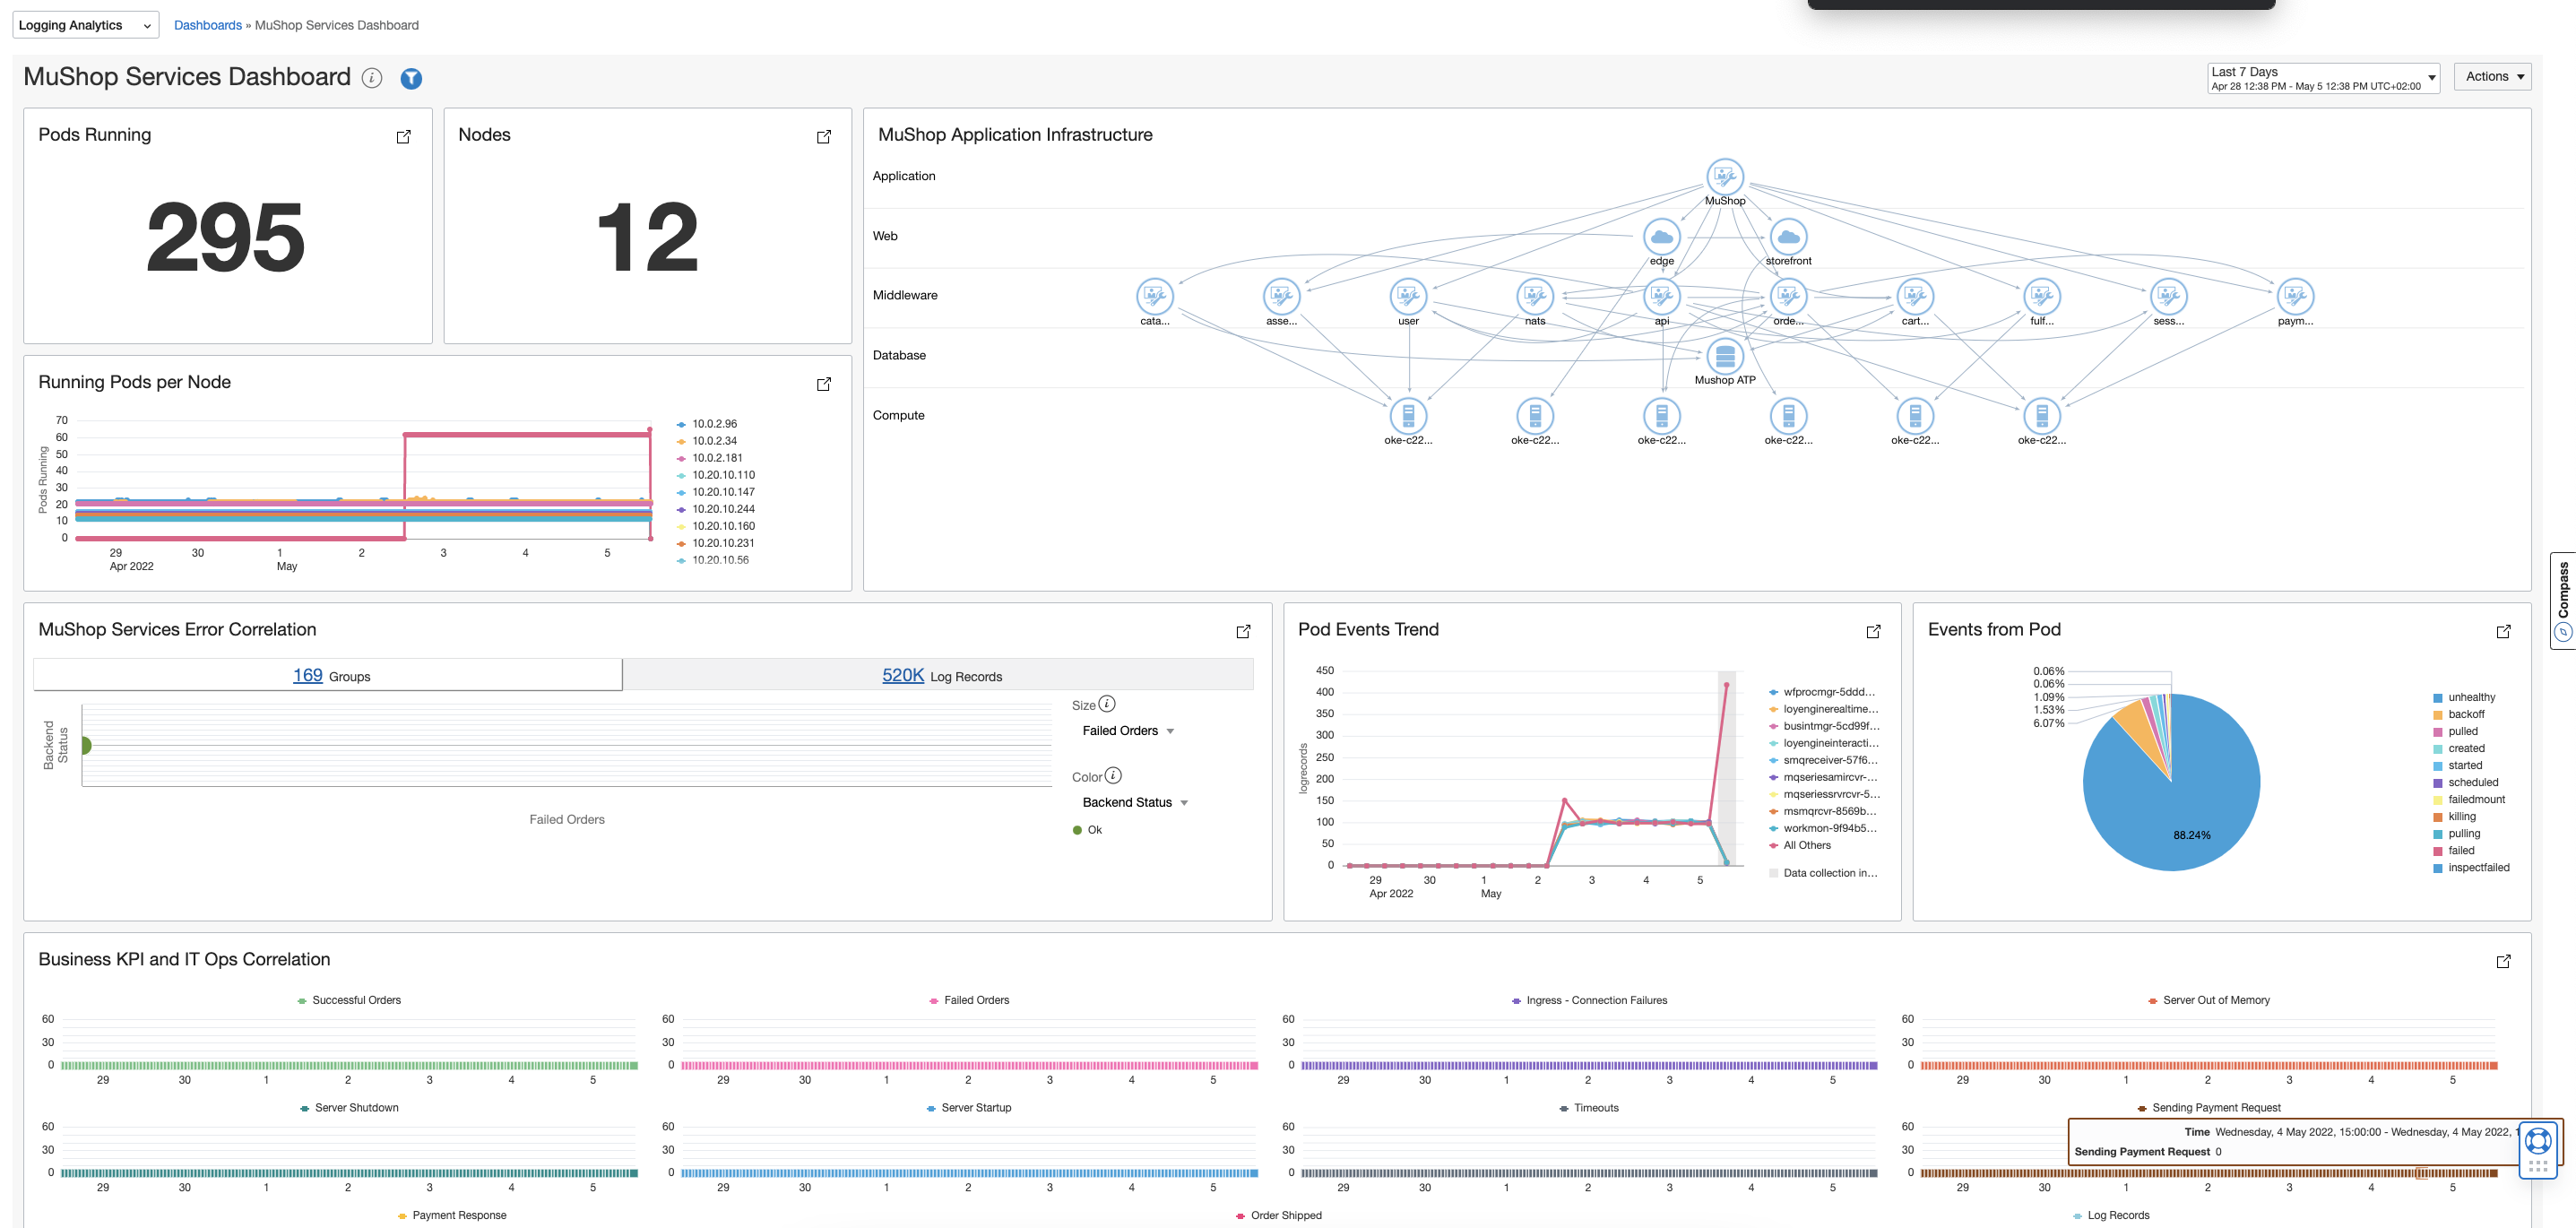 Logging Analytics
Dashboards » MuShop Services Dashboard
MuShop Services Dashboard
Last 7 Days
Apr 28 12:38 PM - May 5 12:38 PM UTC+02:00
Actions
Pods Running
295
Nodes
12
MuShop Application Infrastructure
Application
MuShop
Web
edge
storefront
Middleware
cata...
asse...
user
nats
api
orde...
cart...
fulf...
sess...
paym...
Database
Mushop ATP
Compute
oke-c22...
oke-c22...
oke-c22...
oke-c22...
oke-c22...
oke-c22...
Running Pods per Node
Pods Running
70
60
50
40
30
20
10
0
29
30
1
2
3
4
5
Apr 2022
May
10.0.2.96
10.0.2.34
10.0.2.181
10.20.10.110
10.20.10.147
10.20.10.244
10.20.10.160
10.20.10.231
10.20.10.56
Compass
MuShop Services Error Correlation
169 Groups
520K Log Records
Backend Status
Failed Orders
Size
Failed Orders
Color
Backend Status
Ok
Pod Events Trend
logrecords
450
400
350
300
250
200
150
100
50
0
29
30
1
2
3
4
5
Apr 2022
May
wfprocmgr-5ddd...
loyenginerealtime...
busintmgr-5cd99f...
loyengineinteracti...
smqreceiver-57f6...
mqseriesamircvr-...
mqseriessrvrcvr-5...
msmqrcvr-8569b...
workmon-9f94b5...
All Others
Data collection in...
Events from Pod
0.06%
0.06%
1.09%
1.53%
6.07%
88.24%
unhealthy
backoff
pulled
created
started
scheduled
failedmount
killing
pulling
failed
inspectfailed
Business KPI and IT Ops Correlation
Successful Orders
60
30
0
29
30
1
2
3
4
5
Failed Orders
60
30
0
29
30
1
2
3
4
5
Ingress - Connection Failures
60
30
0
29
30
1
2
3
4
5
Server Out of Memory
60
30
0
29
30
1
2
3
4
5
Server Shutdown
60
30
0
29
30
1
2
3
4
5
Server Startup
60
30
0
29
30
1
2
3
4
5
Timeouts
60
30
0
29
30
1
2
3
4
5
Sending Payment Request
60
30
0
29
30
1
2
3
4
5
Time Wednesday, 4 May 2022, 15:00:00 - Wednesday, 4 May 2022, 1
Sending Payment Request 0
Payment Response
Order Shipped
Log Records